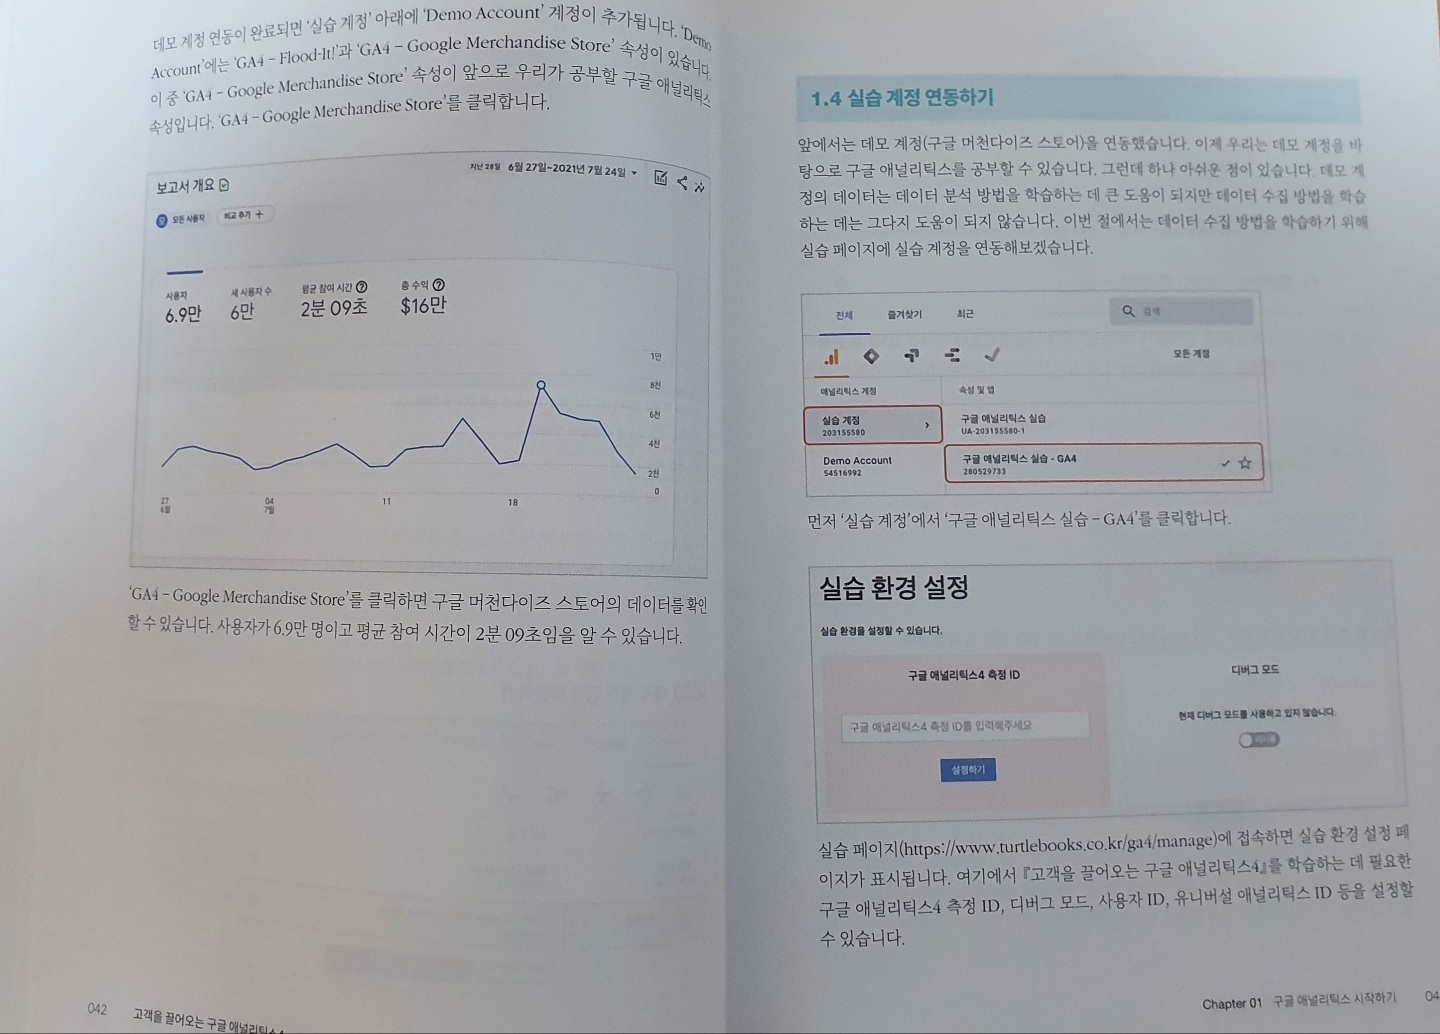 데모 계정 연동이 완료되면 ‘실습 계정’ 아래에 ‘Demo Account’ 계정이 추가됩니다. ‘Demo
Account’에는 ‘GA4 – Flood-It!’과 ‘GA4 – Google Merchandise Store’ 속성이 있습니다.
이 중 ‘GA4 – Google Merchandise Store’ 속성이 앞으로 우리가 공부할 구글 애널리틱스
속성입니다. ‘GA4 – Google Merchandise Store’를 클릭합니다.
보고서 개요
지난 28일 6월 27일~2021년 7월 24일
모든 사용자 비교 추가 +
사용자 새 사용자 수 평균 참여 시간 총 수익
6.9만 6만 2분 09초 $16만
1만
8천
6천
4천
2천
0
27 04 11 18
6월 7월
‘GA4 – Google Merchandise Store’를 클릭하면 구글 머천다이즈 스토어의 데이터를 확인
할 수 있습니다. 사용자가 6.9만 명이고 평균 참여 시간이 2분 09초임을 알 수 있습니다.
042 고객을 끌어오는 구글 애널리틱스4
1.4 실습 계정 연동하기
앞에서는 데모 계정(구글 머천다이즈 스토어)을 연동했습니다. 이제 우리는 데모 계정을 바
탕으로 구글 애널리틱스를 공부할 수 있습니다. 그런데 하나 아쉬운 점이 있습니다. 데모 계
정의 데이터는 데이터 분석 방법을 학습하는 데 큰 도움이 되지만 데이터 수집 방법을 학습
하는 데는 그다지 도움이 되지 않습니다. 이번 절에서는 데이터 수집 방법을 학습하기 위해
실습 페이지에 실습 계정을 연동해보겠습니다.
전체 즐겨찾기 최근 검색
모든 계정
애널리틱스 계정 속성 및 앱
실습 계정 구글 애널리틱스 실습
203155580 UA-203155580-1
Demo Account 구글 애널리틱스 실습 - GA4
54516992 280529733
먼저 ‘실습 계정’에서 ‘구글 애널리틱스 실습 – GA4’를 클릭합니다.
실습 환경 설정
실습 환경을 설정할 수 있습니다.
구글 애널리틱스4 측정 ID 디버그 모드
구글 애널리틱스4 측정 ID를 입력해주세요 현재 디버그 모드를 사용하고 있지 않습니다.
설정하기
실습 페이지(https://www.turtlebooks.co.kr/ga4/manage)에 접속하면 실습 환경 설정 페
이지가 표시됩니다. 여기에서 『고객을 끌어오는 구글 애널리틱스4』를 학습하는 데 필요한
구글 애널리틱스4 측정 ID, 디버그 모드, 사용자 ID, 유니버설 애널리틱스 ID 등을 설정할
수 있습니다.
Chapter 01 구글 애널리틱스 시작하기 04